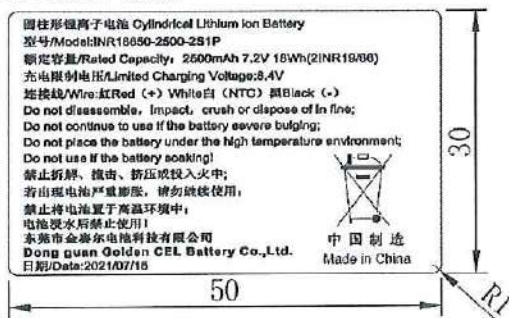 圆柱形锂离子电池 Cylindrical Lithium Ion Battery
型号/Model:INR18650-2500-2S1P
额定容量/Rated Capacity: 2500mAh 7.2V 18Wh(2INR19/66)
充电限制电压/Limited Charging Voltage:8.4V
连接线/Wire:红Red (+) White白 (NTC) 黑Black (-)
Do not disassemble, Impact, crush or dispose of in fine;
Do not continue to use if the battery severe bulging;
Do not place the battery under the high temperature environment;
Do not use if the battery soaking!
禁止拆解、撞击、挤压或投入火中;
若出现电池严重膨胀,请勿继续使用;
禁止将电池置于高温环境中;
电池浸水后禁止使用!
东莞市金赛尔电池科技有限公司
Dong guan Golden CEL Battery Co.,Ltd.
日期/Date:2021/07/15
中国制造
Made in China
30
50
R1